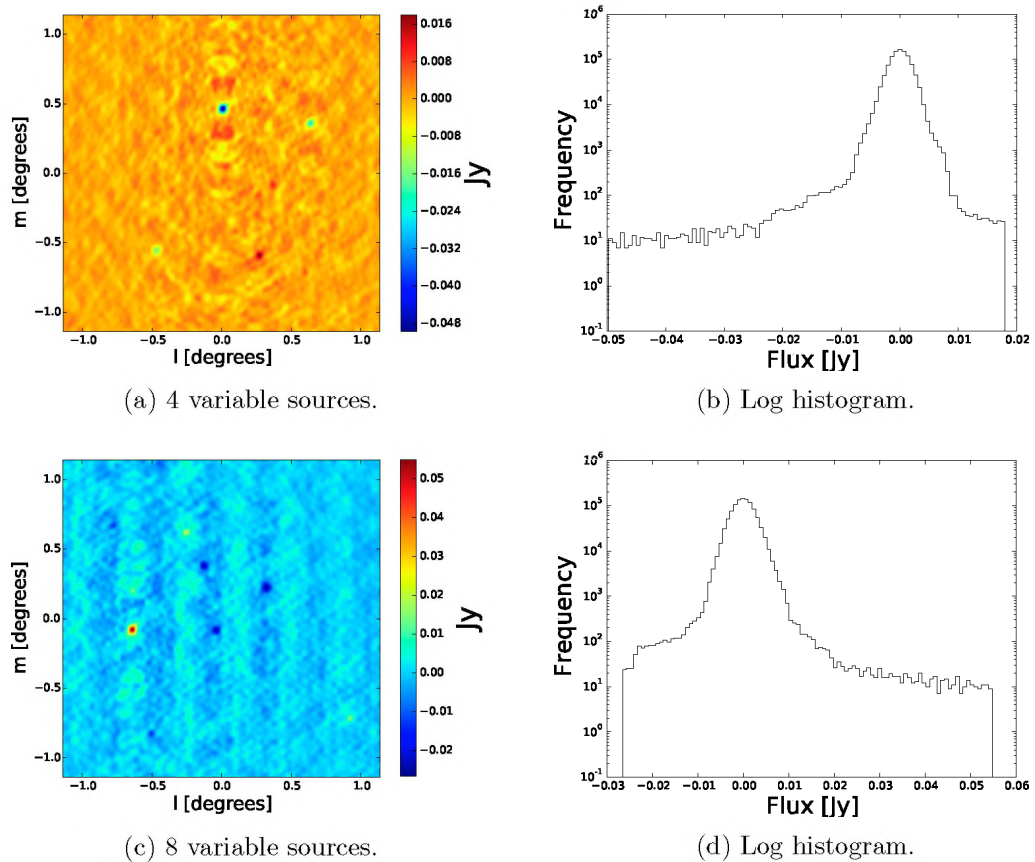 1.0
0.5
0.0
−0.5
−1.0
m [degrees]
−1.0 −0.5 0.0 0.5 1.0
l [degrees]
0.016
0.008
0.000
−0.008
−0.016
−0.024
−0.032
−0.040
−0.048
Jy
(a) 4 variable sources.
10^6
10^5
10^4
10^3
10^2
10^1
10^0
10^-1
Frequency
−0.05 −0.04 −0.03 −0.02 −0.01 0.00 0.01 0.02
Flux [Jy]
(b) Log histogram.
1.0
0.5
0.0
−0.5
−1.0
m [degrees]
−1.0 −0.5 0.0 0.5 1.0
l [degrees]
0.05
0.04
0.03
0.02
0.01
0.00
−0.01
−0.02
Jy
(c) 8 variable sources.
10^6
10^5
10^4
10^3
10^2
10^1
10^0
10^-1
Frequency
−0.03 −0.02 −0.01 0.00 0.01 0.02 0.03 0.04 0.05 0.06
Flux [Jy]
(d) Log histogram.